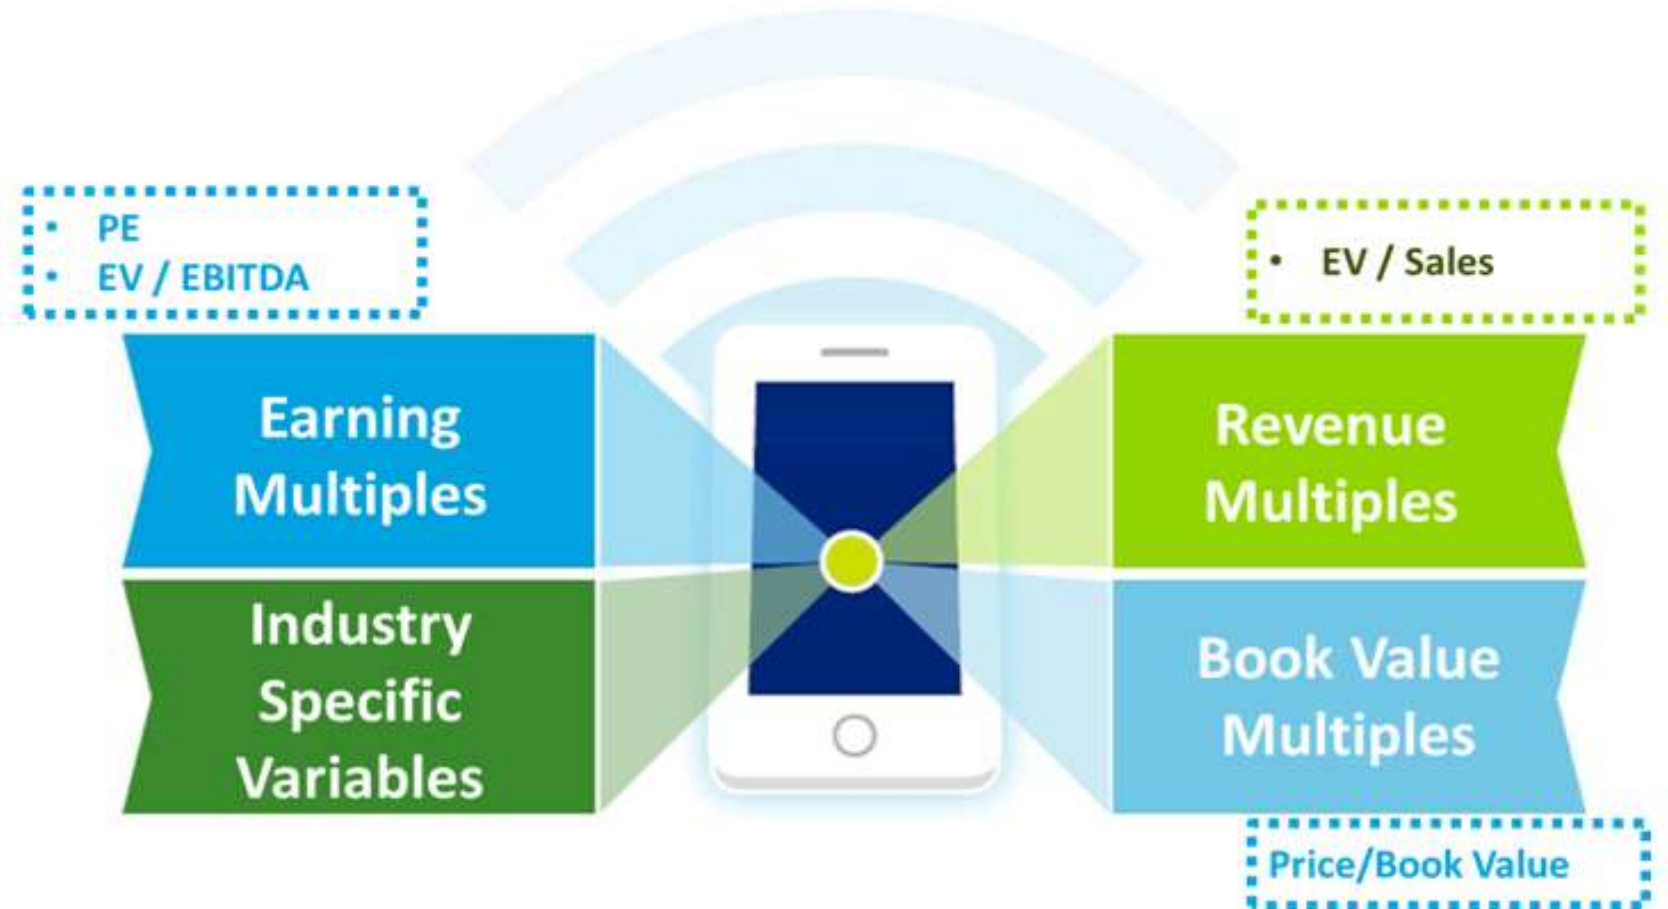 • PE
• EV / EBITDA
• EV / Sales
Earning
Multiples
Revenue
Multiples
Industry
Specific
Variables
Book Value
Multiples
Price/Book Value